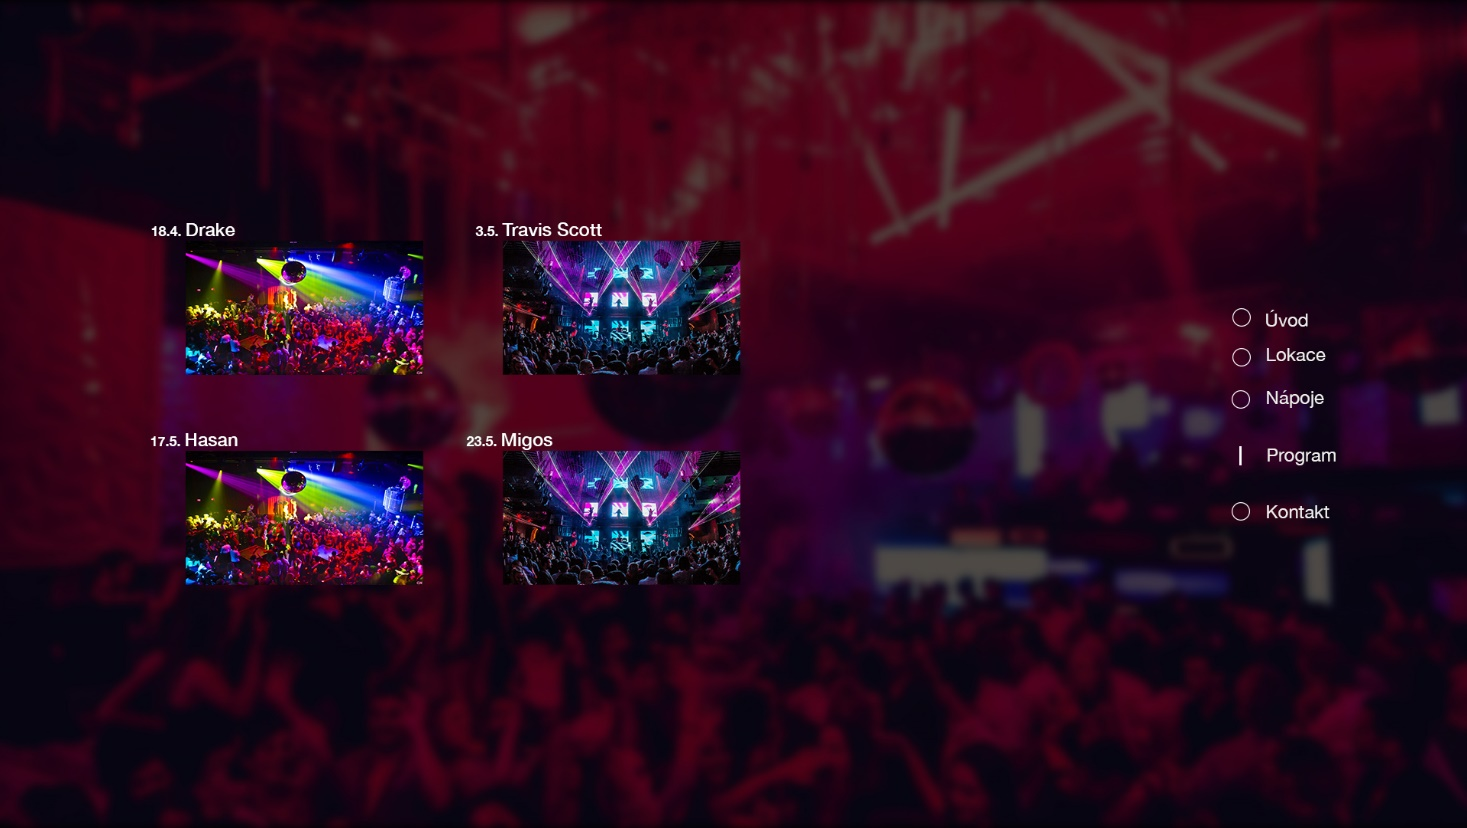 18.4. Drake
3.5. Travis Scott
17.5. Hasan
23.5. Migos
Úvod
Lokace
Nápoje
Program
Kontakt